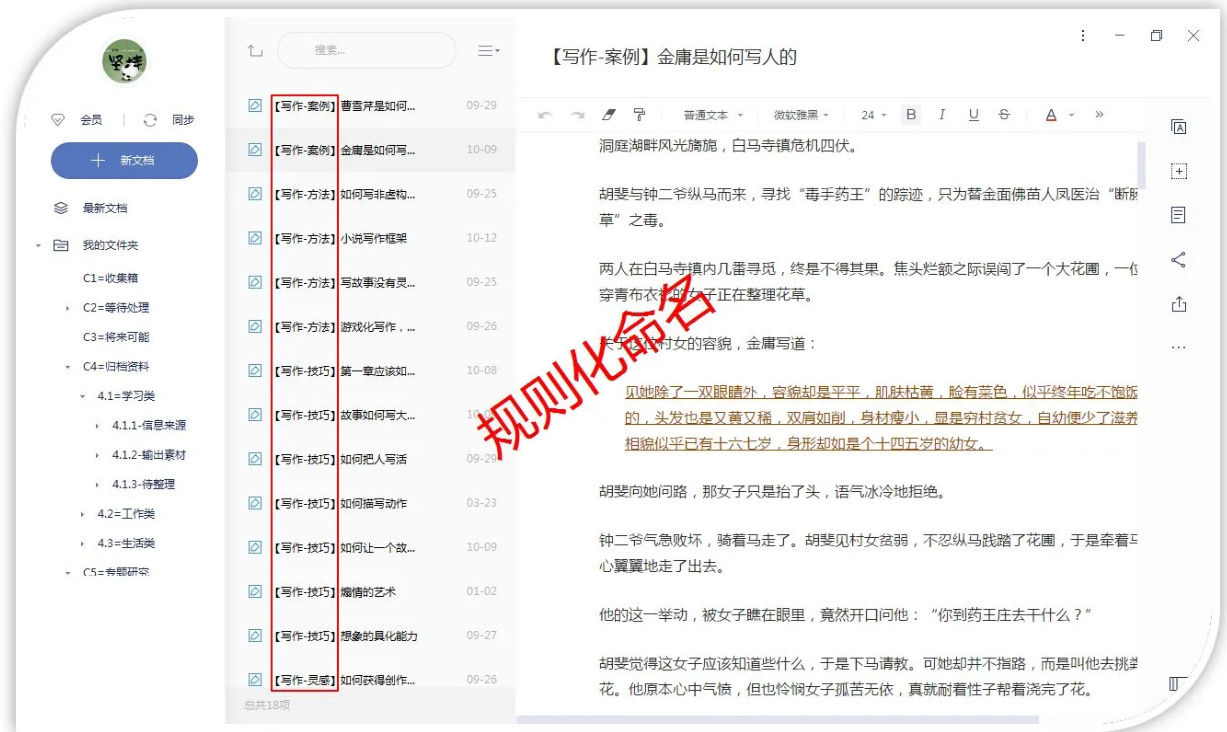 坚持
会员 | 同步
新文档
最新文档
我的文件夹
C1=收集箱
C2=等待处理
C3=将来可能
C4=归档资料
4.1=学习类
4.1.1-信息来源
4.1.2-输出素材
4.1.3-待整理
4.2=工作类
4.3=生活类
C5=专题研究
搜索...
【写作-案例】曹雪芹是如何... 09-29
【写作-案例】金庸是如何写... 10-09
【写作-方法】如何写非虚构... 09-25
【写作-方法】小说写作框架 10-12
【写作-方法】写故事没有灵... 09-25
【写作-方法】游戏化写作，... 09-26
【写作-技巧】第一章应该如... 10-08
【写作-技巧】故事如何写大...
【写作-技巧】如何把人写活 09-29
【写作-技巧】如何描写动作 03-23
【写作-技巧】如何让一个故... 10-09
【写作-技巧】煽情的艺术 01-02
【写作-技巧】想象的具化能力 09-27
【写作-灵感】如何获得创作... 09-26
总共18项
【写作-案例】金庸是如何写人的
普通文本 微软雅黑 24 B I U S A »
洞庭湖畔风光旖旎，白马寺镇危机四伏。
胡斐与钟二爷纵马而来，寻找“毒手药王”的踪迹，只为替金面佛苗人凤医治“断肠
草”之毒。
两人在白马寺镇内几番寻觅，终是不得其果。焦头烂额之际误闯了一个大花圃，一位
穿青布衣衫的女子正在整理花草。
关于这位村女的容貌，金庸写道：
见她除了一双眼睛外，容貌却是平平，肌肤枯黄，脸有菜色，似乎终年吃不饱饭
的，头发也是又黄又稀，双肩如削，身材瘦小，显是穷村贫女，自幼便少了滋养
相貌似乎已有十六七岁，身形却如是个十四五岁的幼女。
胡斐向她问路，那女子只是抬了头，语气冰冷地拒绝。
钟二爷气急败坏，骑着马走了。胡斐见村女贫弱，不忍纵马践踏了花圃，于是牵着马
心翼翼地走了出去。
他的这一举动，被女子瞧在眼里，竟然开口问他：“你到药王庄去干什么？”
胡斐觉得这女子应该知道些什么，于是下马请教。可她却并不指路，而是叫他去挑粪
花。他原本心中气愤，但也怜悯女子孤苦无依，真就耐着性子帮着浇完了花。
规则化命名